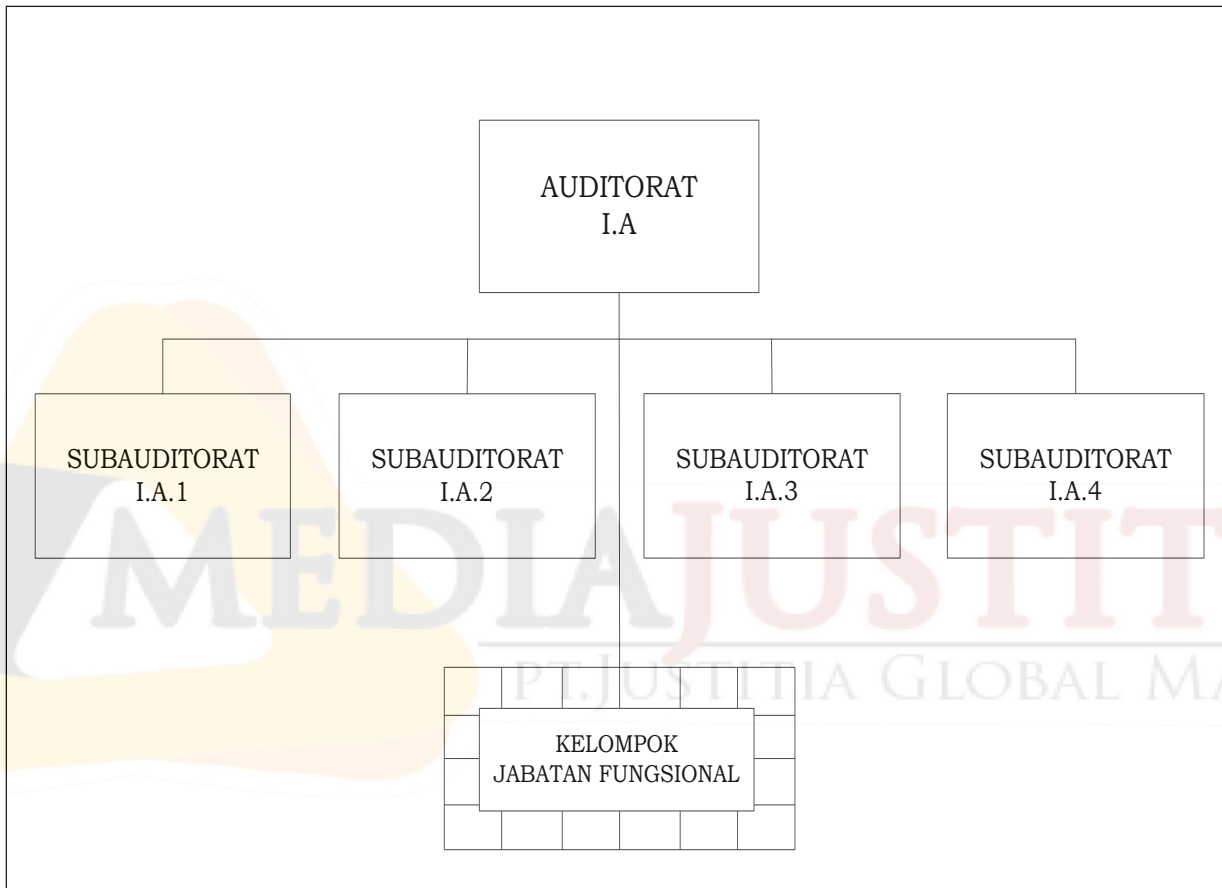 AUDITORAT
I.A
SUBAUDITORAT
I.A.1
SUBAUDITORAT
I.A.2
SUBAUDITORAT
I.A.3
SUBAUDITORAT
I.A.4
MEDIAJUSTIT
PT.JUSTITIA GLOBAL MA
KELOMPOK
JABATAN FUNGSIONAL